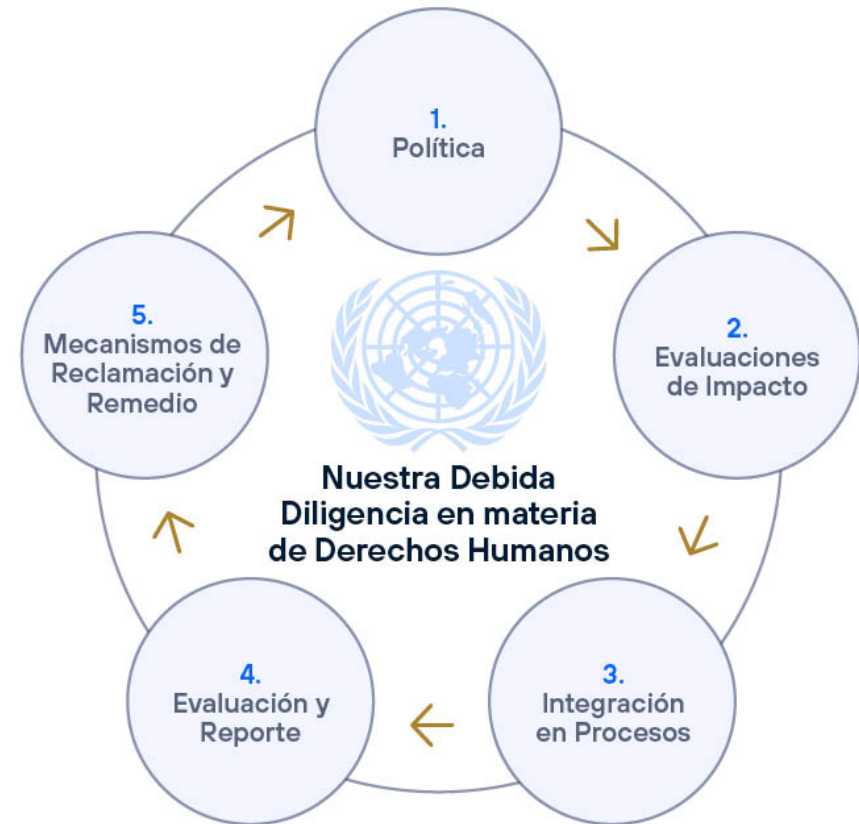 1.
Política
2.
Evaluaciones
de Impacto
3.
Integración
en Procesos
4.
Evaluación y
Reporte
5.
Mecanismos de
Reclamación y
Remedio
Nuestra Debida
Diligencia en materia
de Derechos Humanos